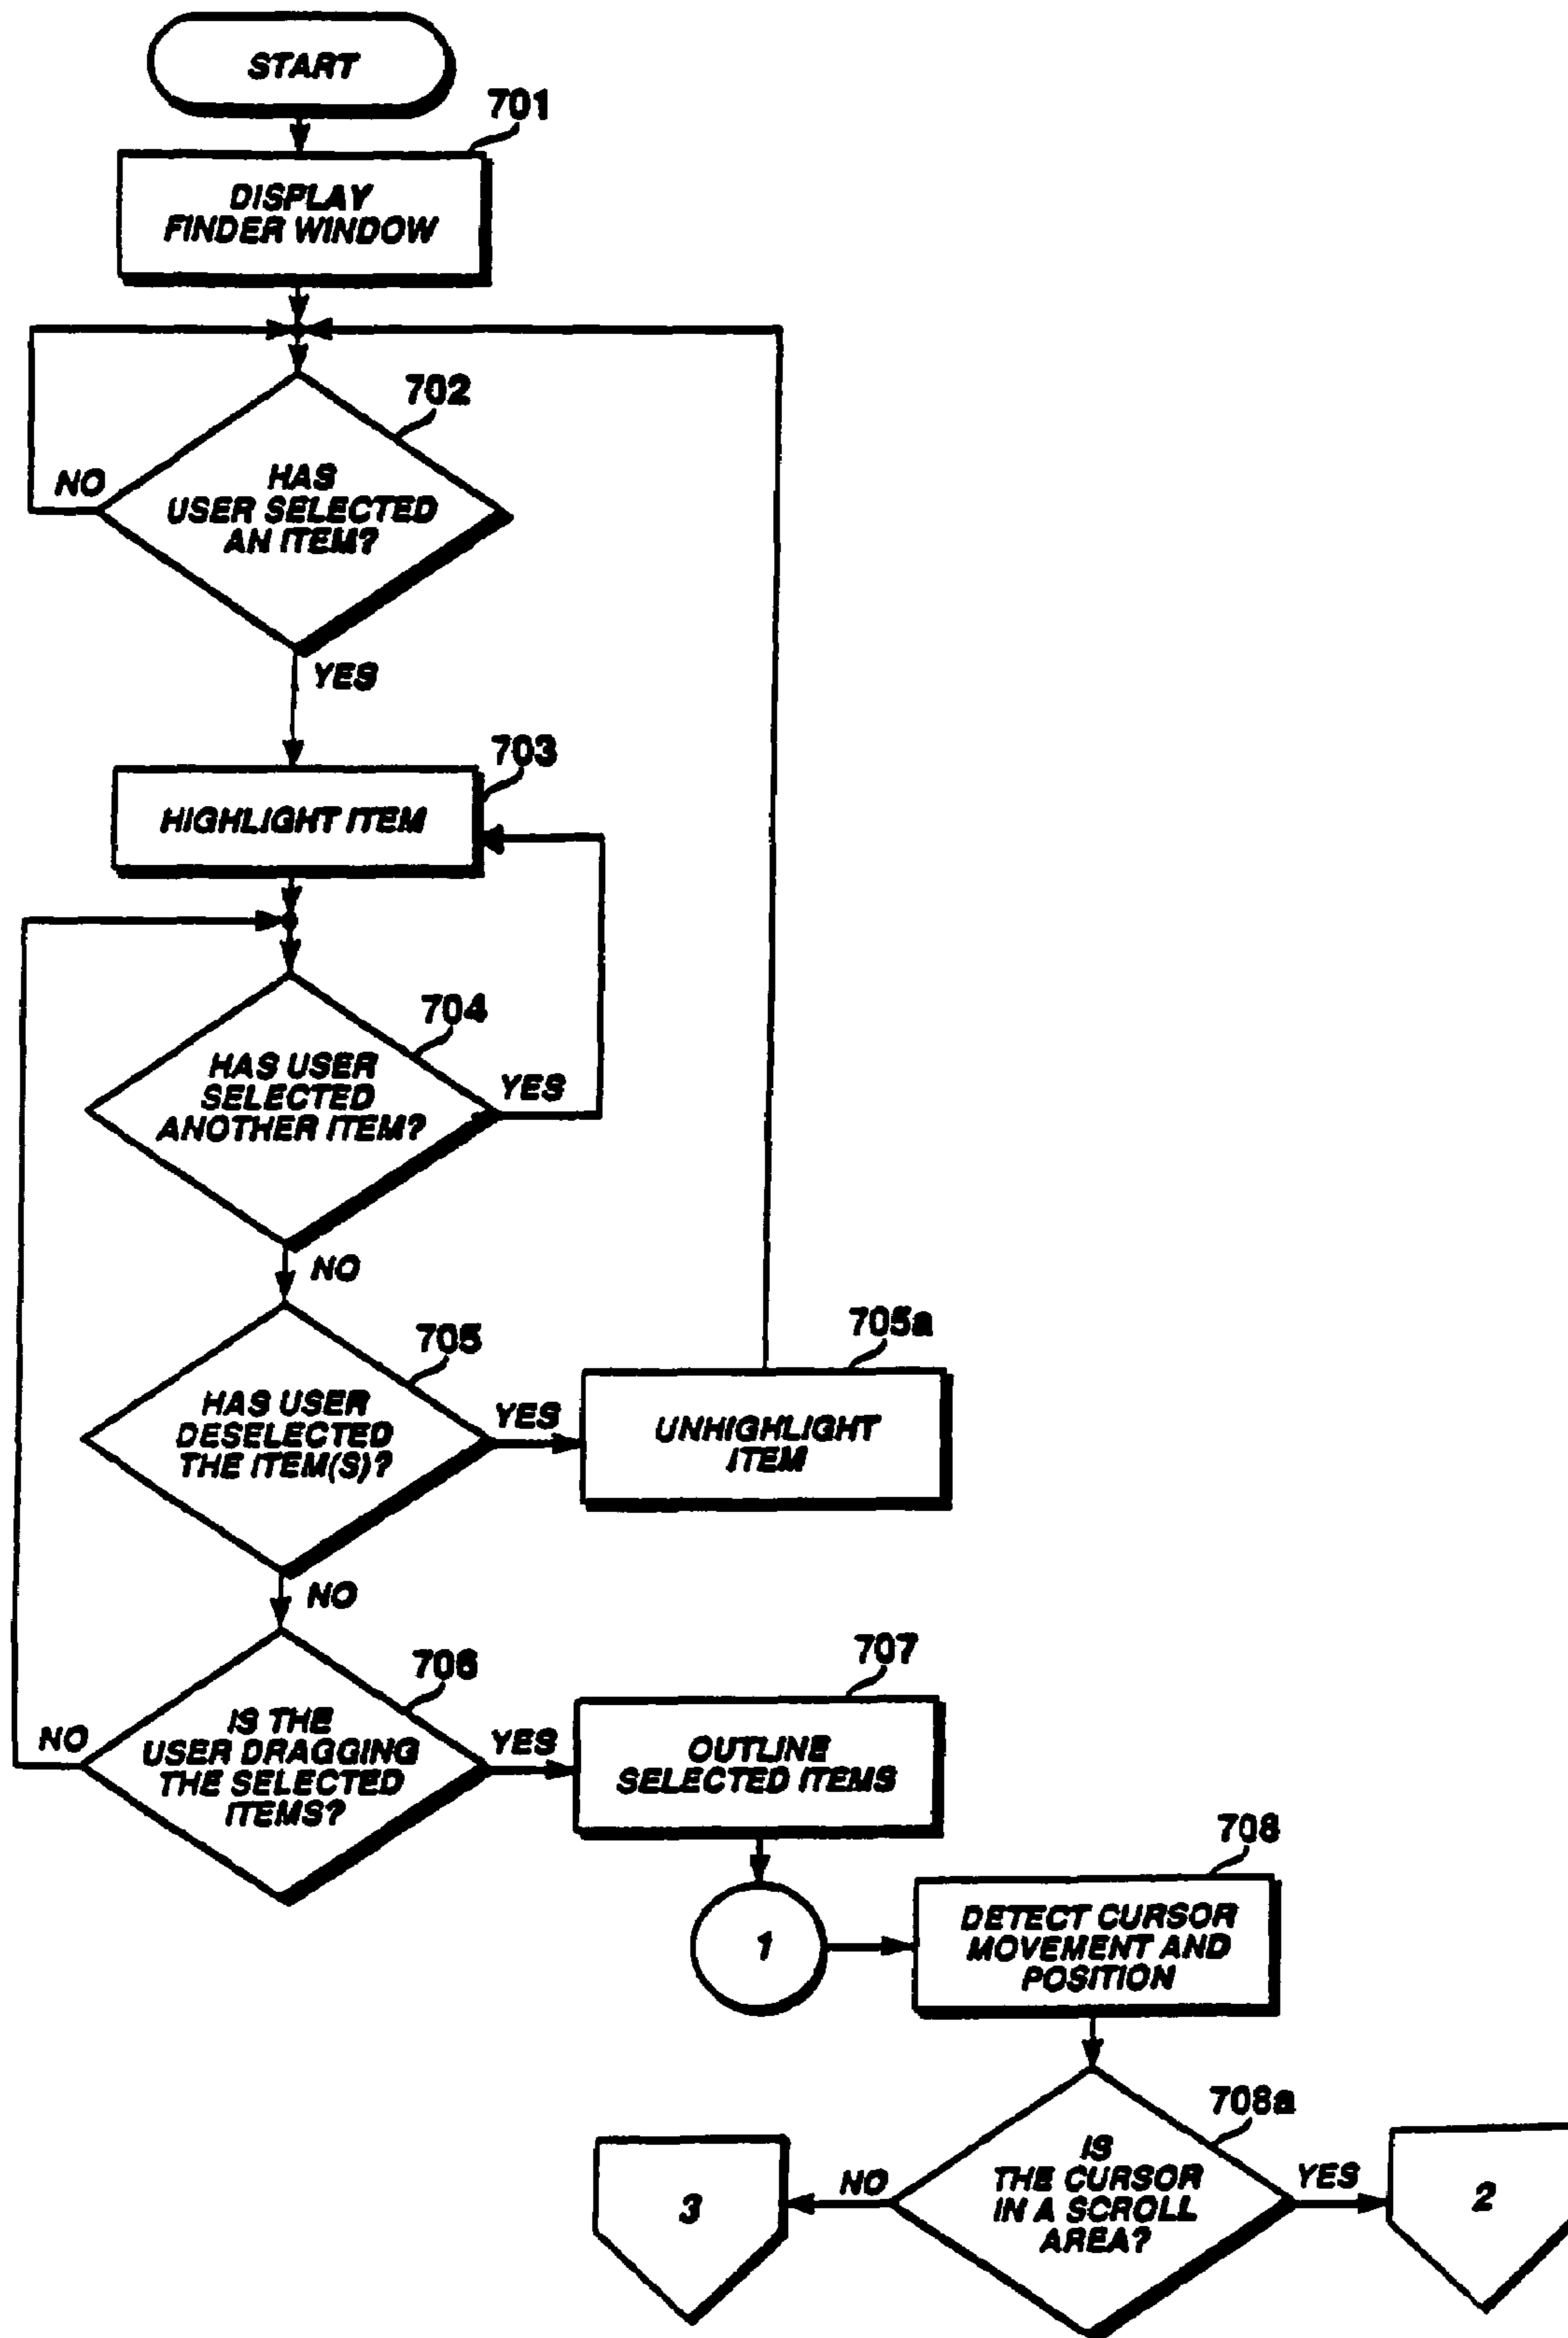 START
701
DISPLAY
FINDER WINDOW
702
NO
HAS
USER SELECTED
AN ITEM?
YES
703
HIGHLIGHT ITEM
704
HAS USER
SELECTED
ANOTHER ITEM?
YES
NO
705
705a
HAS USER
DESELECTED
THE ITEM(S)?
YES
UNHIGHLIGHT
ITEM
NO
706
707
NO
IS THE
USER DRAGGING
THE SELECTED
ITEMS?
YES
OUTLINE
SELECTED ITEMS
708
1
DETECT CURSOR
MOVEMENT AND
POSITION
708a
3
NO
IS
THE CURSOR
IN A SCROLL
AREA?
YES
2